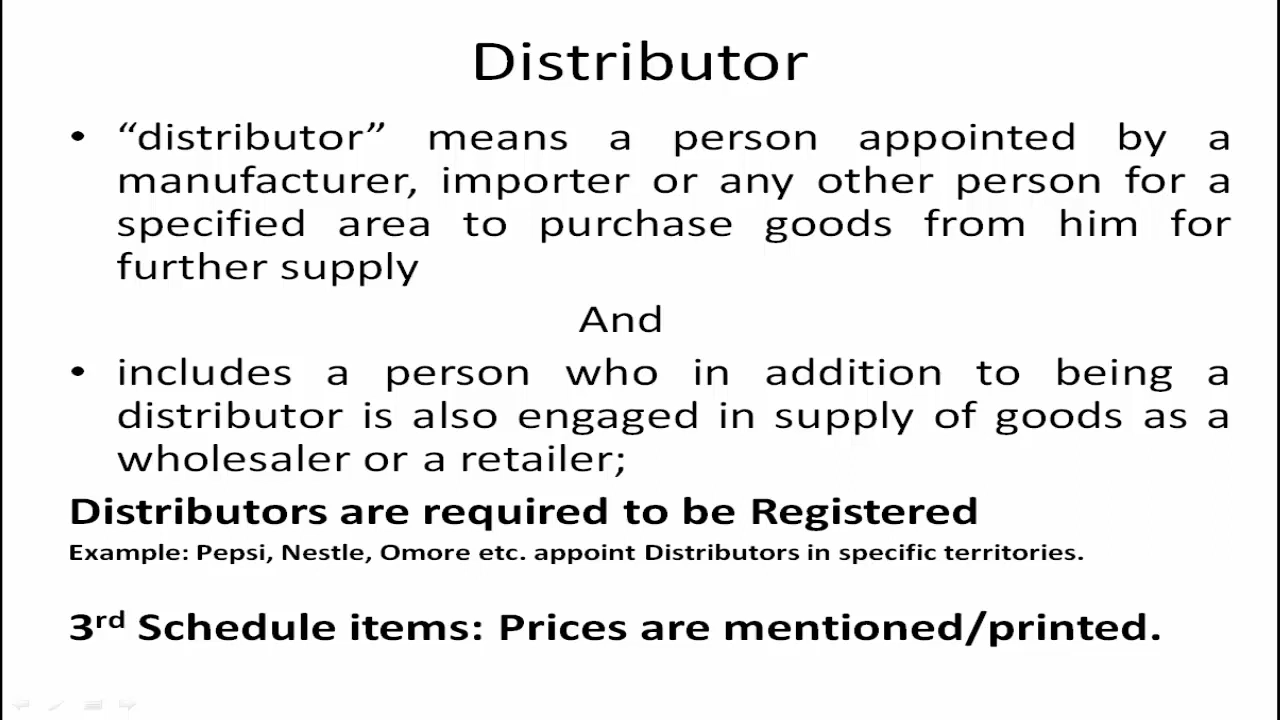 Distributor
• “distributor” means a person appointed by a
manufacturer, importer or any other person for a
specified area to purchase goods from him for
further supply
And
• includes a person who in addition to being a
distributor is also engaged in supply of goods as a
wholesaler or a retailer;
Distributors are required to be Registered
Example: Pepsi, Nestle, Omore etc. appoint Distributors in specific territories.
3rd Schedule items: Prices are mentioned/printed.